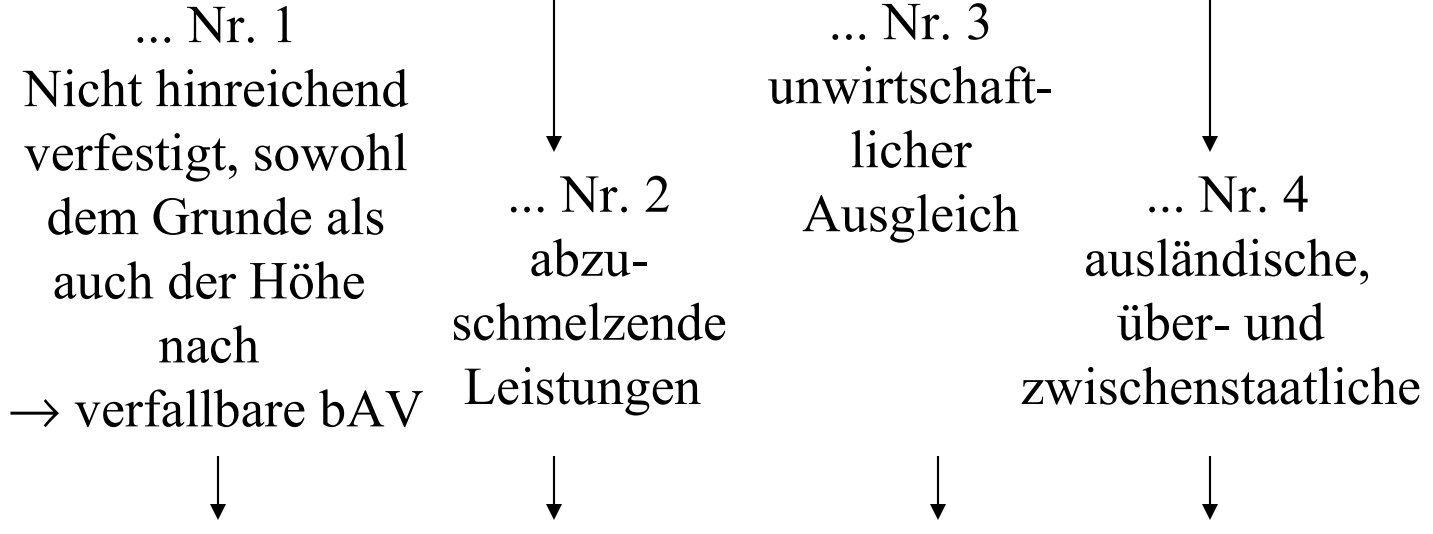 ... Nr. 1
Nicht hinreichend
verfestigt, sowohl
dem Grunde als
auch der Höhe
nach
→ verfallbare bAV
... Nr. 2
abzu-
schmelzende
Leistungen
... Nr. 3
unwirtschaft-
licher
Ausgleich
... Nr. 4
ausländische,
über- und
zwischenstaatliche